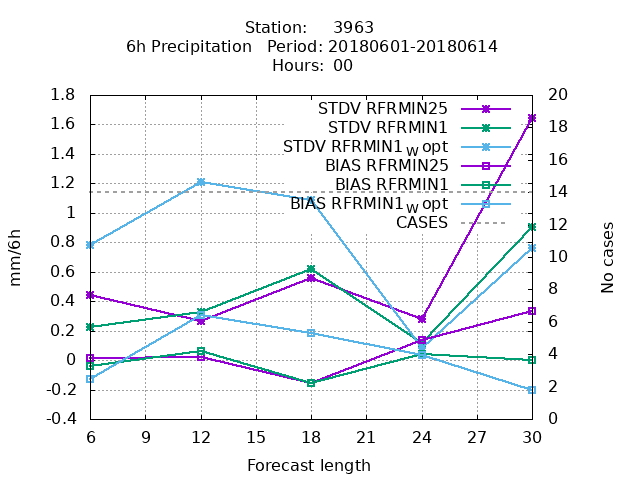 Station: 3963
6h Precipitation Period: 20180601-20180614
Hours: 00
1.8
1.6
1.4
1.2
1
0.8
0.6
0.4
0.2
0
-0.2
-0.4
mm/6h
20
18
16
14
12
10
8
6
4
2
0
No cases
STDV RFRMIN25
STDV RFRMIN1
STDV RFRMIN1W opt
BIAS RFRMIN25
BIAS RFRMIN1
BIAS RFRMIN1W opt
CASES
6 9 12 15 18 21 24 27 30
Forecast length